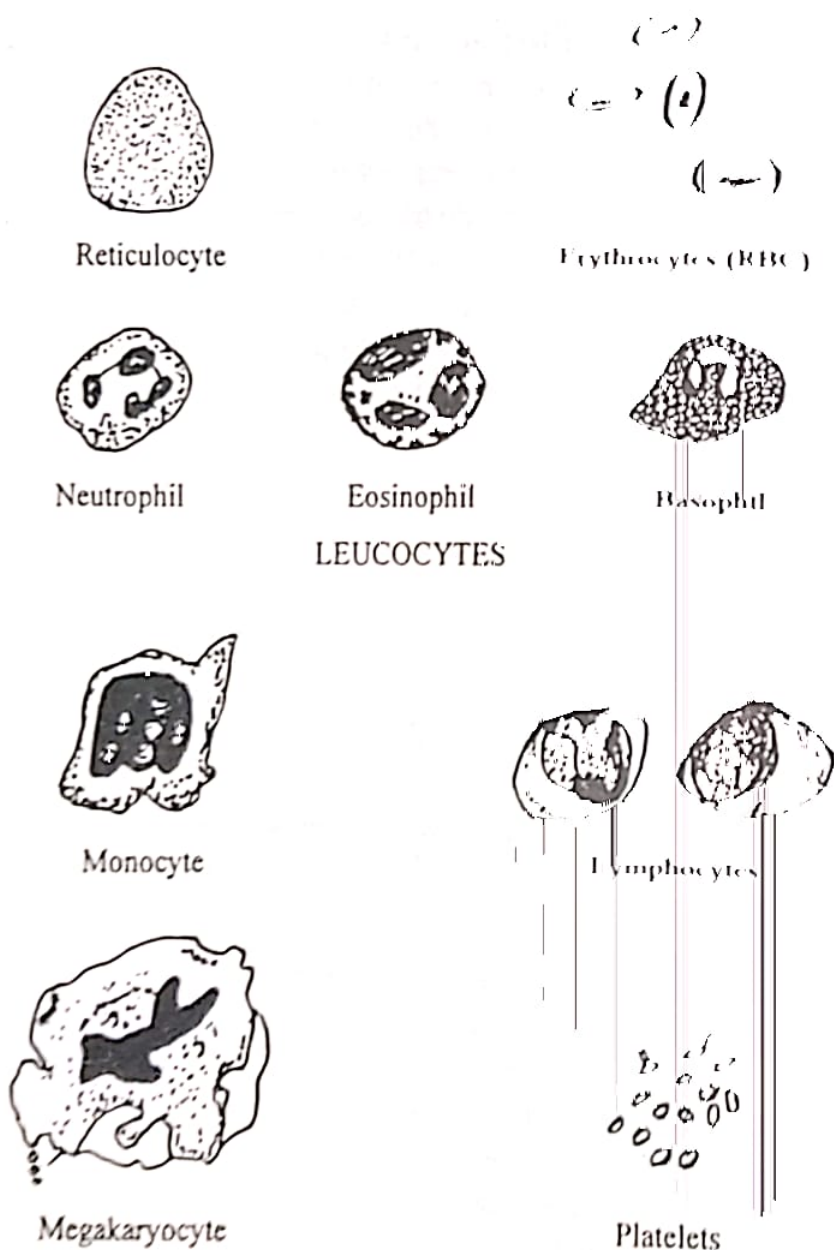 Reticulocyte
Erythrocytes (RBC)
Neutrophil
Eosinophil
Basophil
LEUCOCYTES
Monocyte
Lymphocytes
Megakaryocyte
Platelets